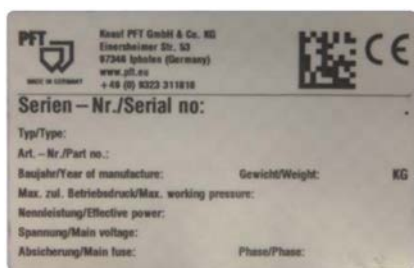 PFT
MADE IN GERMANY
Knauf PFT GmbH & Co. KG
Einersheimer Str. 53
97346 Iphofen (Germany)
www.pft.eu
+49 (0) 9323 311818
CE
Serien – Nr./Serial no:
Typ/Type:
Art. – Nr./Part no.:
Baujahr/Year of manufacture: Gewicht/Weight: KG
Max. zul. Betriebsdruck/Max. working pressure:
Nennleistung/Effective power:
Spannung/Main voltage:
Absicherung/Main fuse: Phase/Phase: